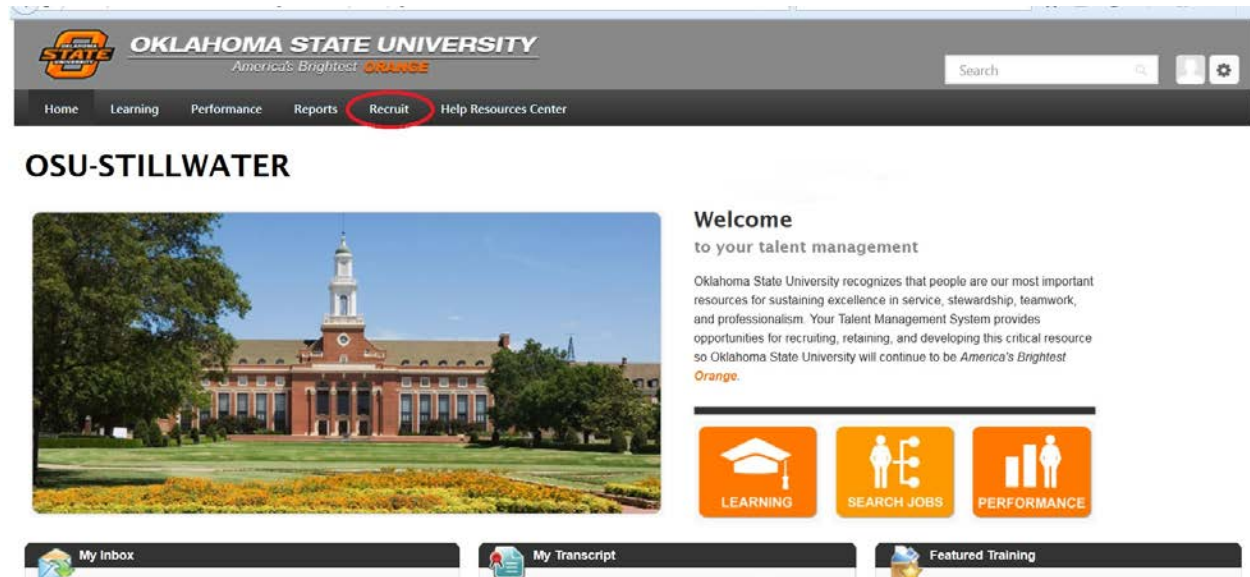 OKLAHOMA STATE UNIVERSITY
America's Brightest ORANGE
OKLAHOMA
STATE
UNIVERSITY
Search
Home Learning Performance Reports Recruit Help Resources Center
OSU-STILLWATER
Welcome
to your talent management
Oklahoma State University recognizes that people are our most important
resources for sustaining excellence in service, stewardship, teamwork,
and professionalism. Your Talent Management System provides
opportunities for recruiting, retaining, and developing this critical resource
so Oklahoma State University will continue to be America's Brightest
Orange.
LEARNING
SEARCH JOBS
PERFORMANCE
My Inbox
My Transcript
Featured Training